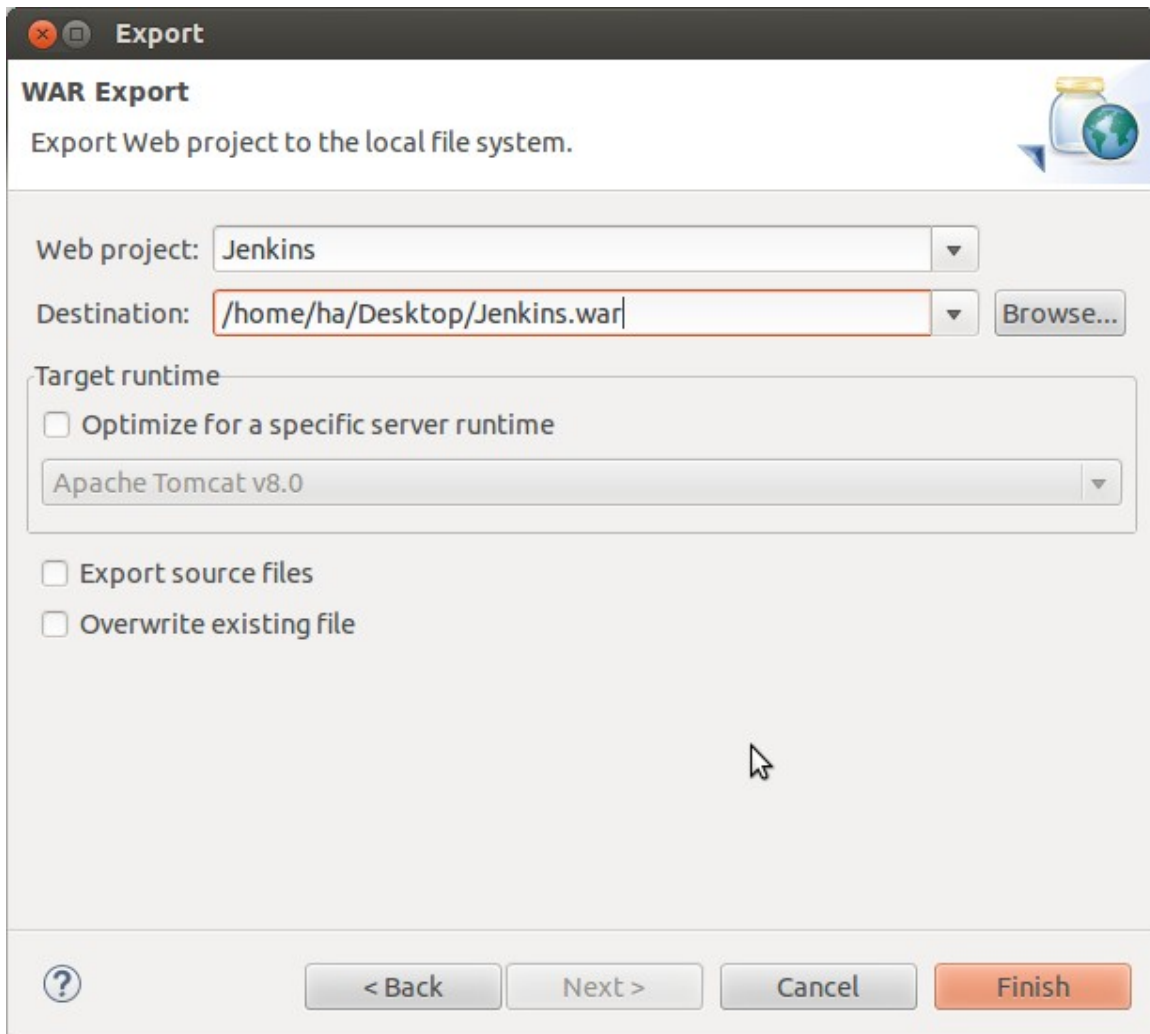 Export
WAR Export
Export Web project to the local file system.
Web project: Jenkins
Destination: /home/ha/Desktop/Jenkins.war Browse...
Target runtime
Optimize for a specific server runtime
Apache Tomcat v8.0
Export source files
Overwrite existing file
? < Back Next > Cancel Finish